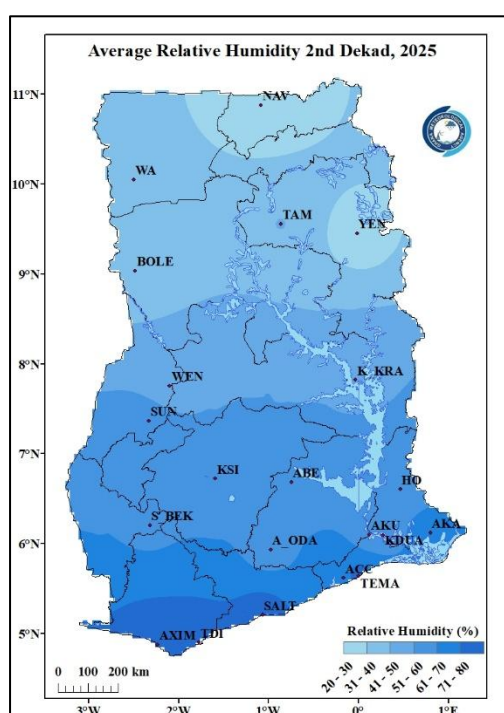 Average Relative Humidity 2nd Dekad, 2025
11°N
NAV
10°N
WA
TAM
YEN
9°N
BOLE
8°N
WEN
K_KRA
SUN
7°N
KSI
ABE
HO
S_BEK
6°N
A_ODA
AKU
AKA
KDUA
ACC
TEMA
SALT
5°N
AXIM
TDI
0 100 200 km
Relative Humidity (%)
20 - 30
31 - 40
41 - 50
51 - 60
61 - 70
71 - 80
3°W 2°W 1°W 0° 1°E